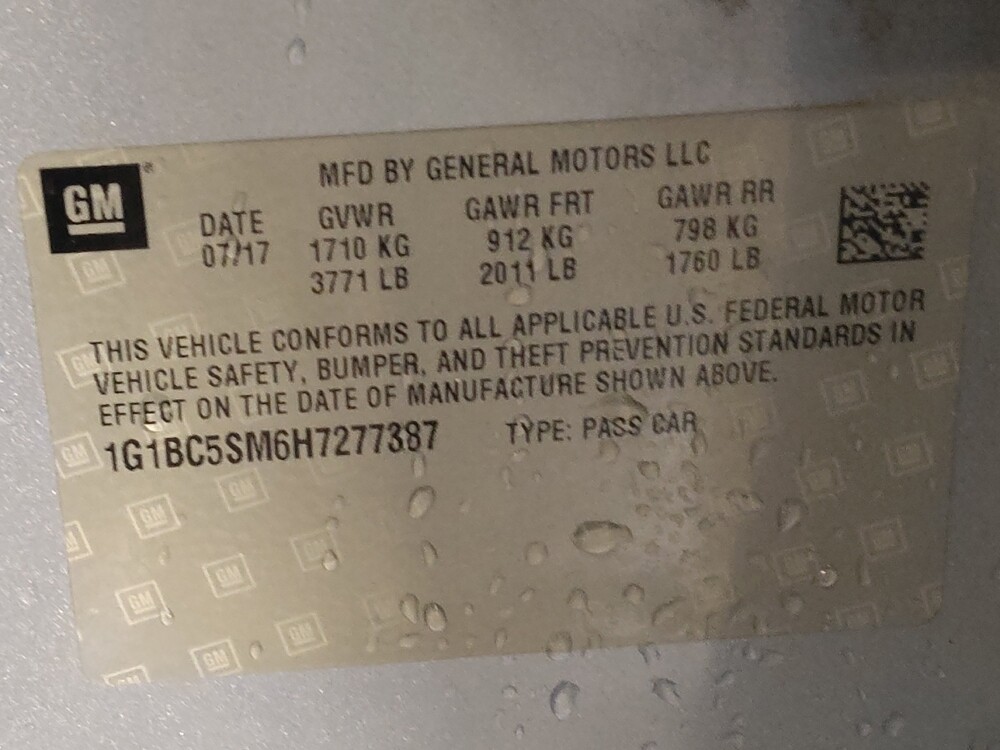 GM
MFD BY GENERAL MOTORS LLC
DATE GVWR GAWR FRT GAWR RR
07/17 1710 KG 912 KG 798 KG
3771 LB 2011 LB 1760 LB
THIS VEHICLE CONFORMS TO ALL APPLICABLE U.S. FEDERAL MOTOR
VEHICLE SAFETY, BUMPER, AND THEFT PREVENTION STANDARDS IN
EFFECT ON THE DATE OF MANUFACTURE SHOWN ABOVE.
1G1BC5SM6H7277387 TYPE: PASS CAR